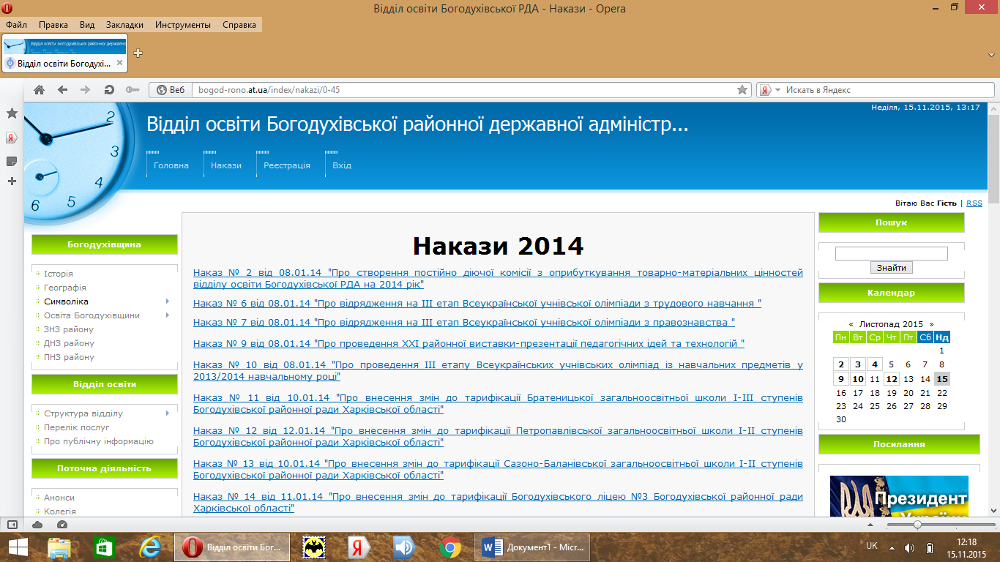 Відділ освіти Богодухівської РДА - Накази - Opera
Файл Правка Вид Закладки Инструменты Справка
Відділ освіти Богодухі...
Веб
bogod-rono.at.ua/index/nakazi/0-45
Искать в Яндекс
Неділя, 15.11.2015, 13:17
Відділ освіти Богодухівської районної державної адміністр...
2
3
4
5
6
Головна Накази Реєстрація Вхід
Вітаю Вас Гість | RSS
Богодухівщина
Історія
Географія
Символіка
Освіта Богодухівщини
ЗНЗ району
ДНЗ району
ПНЗ району
Відділ освіти
Структура відділу
Перелік послуг
Про публічну інформацію
Поточна діяльність
Анонси
Колегія
Накази 2014
Наказ № 2 від 08.01.14 "Про створення постійно діючої комісії з оприбуткування товарно-матеріальних цінностей
відділу освіти Богодухівської РДА на 2014 рік"
Наказ № 6 від 08.01.14 "Про відрядження на ІІІ етап Всеукраїнської учнівської олімпіади з трудового навчання "
Наказ № 7 від 08.01.14 "Про відрядження на ІІІ етап Всеукраїнської учнівської олімпіади з правознавства "
Наказ № 9 від 08.01.14 "Про проведення ХХІ районної виставки-презентації педагогічних ідей та технологій "
Наказ № 10 від 08.01.14 "Про проведення ІІІ етапу Всеукраїнських учнівських олімпіад із навчальних предметів у
2013/2014 навчальному році"
Наказ № 11 від 10.01.14 "Про внесення змін до тарифікації Братеницької загальноосвітньої школи І-ІІІ ступенів
Богодухівської районної ради Харківської області"
Наказ № 12 від 12.01.14 "Про внесення змін до тарифікації Петропавлівської загальноосвітньої школи І-ІІ ступенів
Богодухівської районної ради Харківської області"
Наказ № 13 від 10.01.14 "Про внесення змін до тарифікації Сазоно-Баланівської загальноосвітньої школи І-ІІ ступенів
Богодухівської районної ради Харківської області"
Наказ № 14 від 11.01.14 "Про внесення змін до тарифікації Богодухівського ліцею №3 Богодухівської районної ради
Харківської області"
Пошук
Знайти
Календар
« Листопад 2015 »
Пн Вт Ср Чт Пт Сб Нд
1
2 3 4 5 6 7 8
9 10 11 12 13 14 15
16 17 18 19 20 21 22
23 24 25 26 27 28 29
30
Посилання
Президент
України
Відділ освіти Бог...
Документ1 - Micr...
UK
12:18
15.11.2015